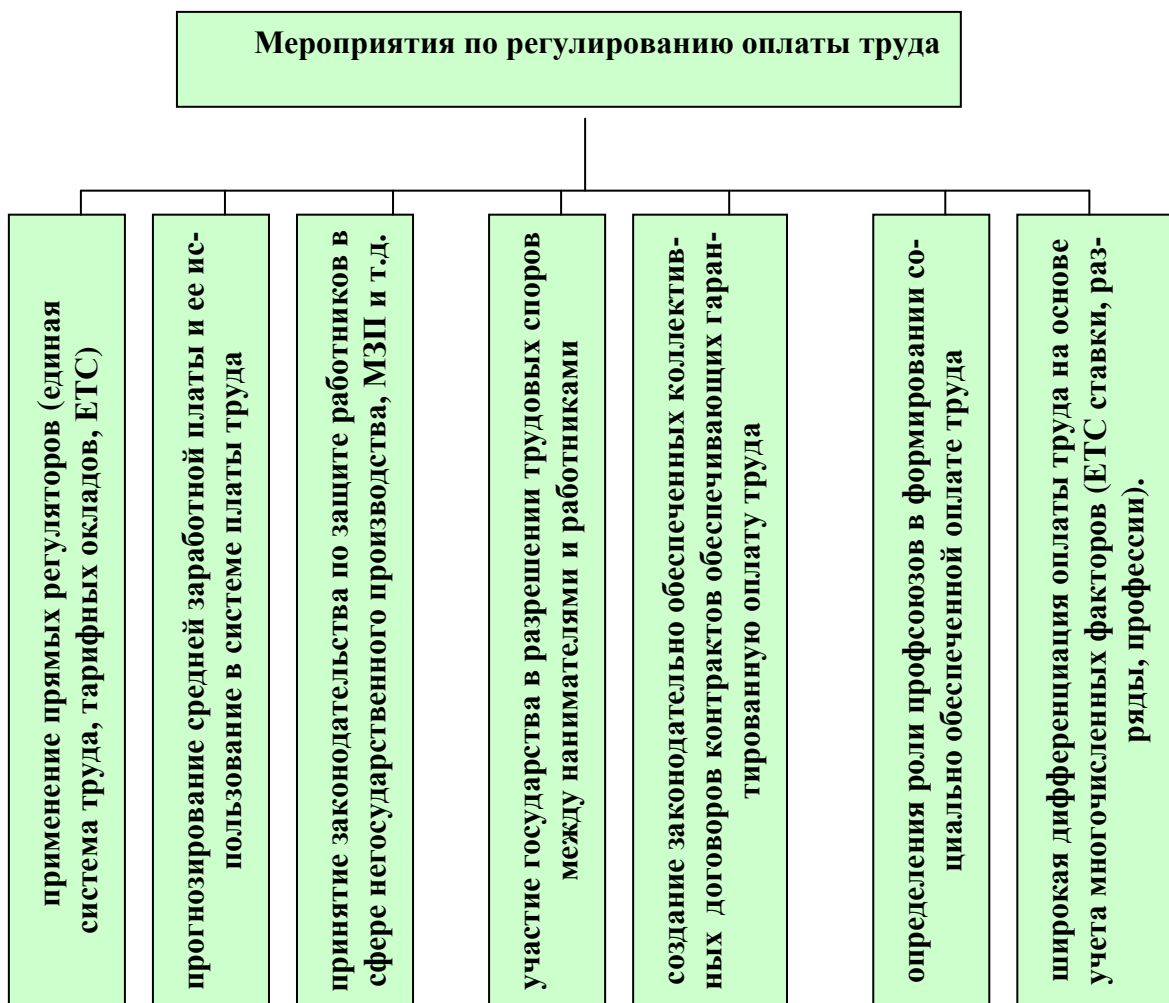 Мероприятия по регулированию оплаты труда
применение прямых регуляторов (единая
система труда, тарифных окладов, ЕТС)
прогнозирование средней заработной платы и ее ис-
пользование в системе платы труда
принятие законодательства по защите работников в
сфере негосударственного производства, МЗП и т.д.
участие государства в разрешении трудовых споров
между нанимателями и работниками
создание законодательно обеспеченных коллектив-
ных договоров контрактов обеспечивающих гаран-
тированную оплату труда
определения роли профсоюзов в формировании со-
циально обеспеченной оплате труда
широкая дифференциация оплаты труда на основе
учета многочисленных факторов (ЕТС ставки, раз-
ряды, профессии).